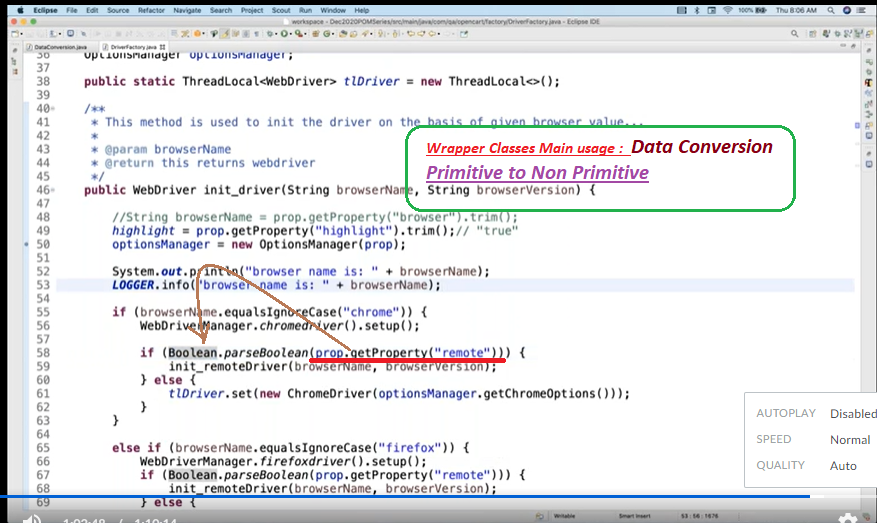 Eclipse File Edit Source Refactor Navigate Search Project Scout Run Window Help 100% Thu 8:06 AM
workspace - Dec2020POMSeries/src/main/java/com/qa/opencart/factory/DriverFactory.java - Eclipse IDE
DataConversion.java DriverFactory.java
36 OptionsManager optionsManager;
37
38 public static ThreadLocal<WebDriver> tlDriver = new ThreadLocal<>();
39
40 /**
41 * This method is used to init the driver on the basis of given browser value...
42 *
43 * @param browserName
44 * @return this returns webdriver
45 */
46 public WebDriver init_driver(String browserName, String browserVersion) {
47
48 //String browserName = prop.getProperty("browser").trim();
49 highlight = prop.getProperty("highlight").trim();// "true"
50 optionsManager = new OptionsManager(prop);
51
52 System.out.println("browser name is: " + browserName);
53 LOGGER.info("browser name is: " + browserName);
54
55 if (browserName.equalsIgnoreCase("chrome")) {
56 WebDriverManager.chromedriver().setup();
57
58 if (Boolean.parseBoolean(prop.getProperty("remote"))) {
59 init_remoteDriver(browserName, browserVersion);
60 } else {
61 tlDriver.set(new ChromeDriver(optionsManager.getChromeOptions()));
62 }
63 }
64
65 else if (browserName.equalsIgnoreCase("firefox")) {
66 WebDriverManager.firefoxdriver().setup();
67 if (Boolean.parseBoolean(prop.getProperty("remote"))) {
68 init_remoteDriver(browserName, browserVersion);
69 } else {
Wrapper Classes Main usage : Data Conversion
Primitive to Non Primitive
AUTOPLAY Disabled
SPEED Normal
QUALITY Auto
Writable Smart Insert 53 : 56 : 1676
1:02:48 / 1:10:14